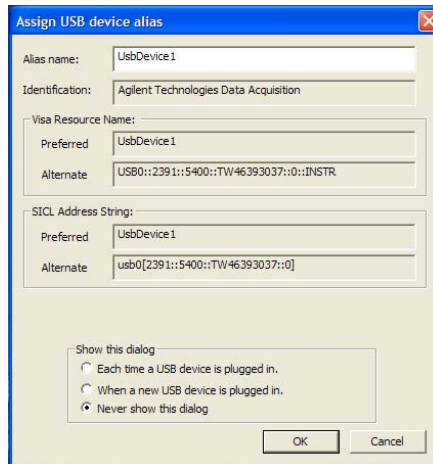 Assign USB device alias
Alias name: UsbDevice1
Identification: Agilent Technologies Data Acquisition
Visa Resource Name:
Preferred UsbDevice1
Alternate USB0::2391::5400::TW46393037::0::INSTR
SICL Address String:
Preferred UsbDevice1
Alternate usb0[2391::5400::TW46393037::0]
Show this dialog
Each time a USB device is plugged in.
When a new USB device is plugged in.
Never show this dialog
OK Cancel